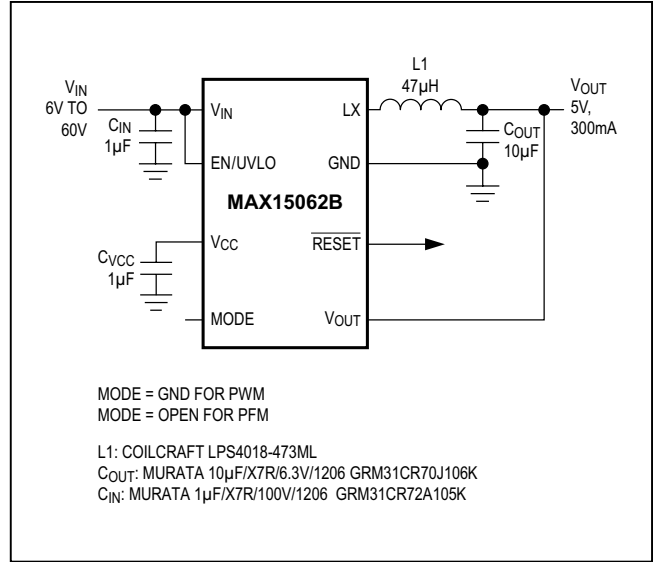 L1
47µH
VIN
6V TO
60V
VIN
LX
VOUT
5V,
300mA
CIN
1µF
COUT
10µF
EN/UVLO
GND
MAX15062B
VCC
RESET
CVCC
1µF
MODE
VOUT
MODE = GND FOR PWM
MODE = OPEN FOR PFM
L1: COILCRAFT LPS4018-473ML
COUT: MURATA 10µF/X7R/6.3V/1206 GRM31CR70J106K
CIN: MURATA 1µF/X7R/100V/1206 GRM31CR72A105K